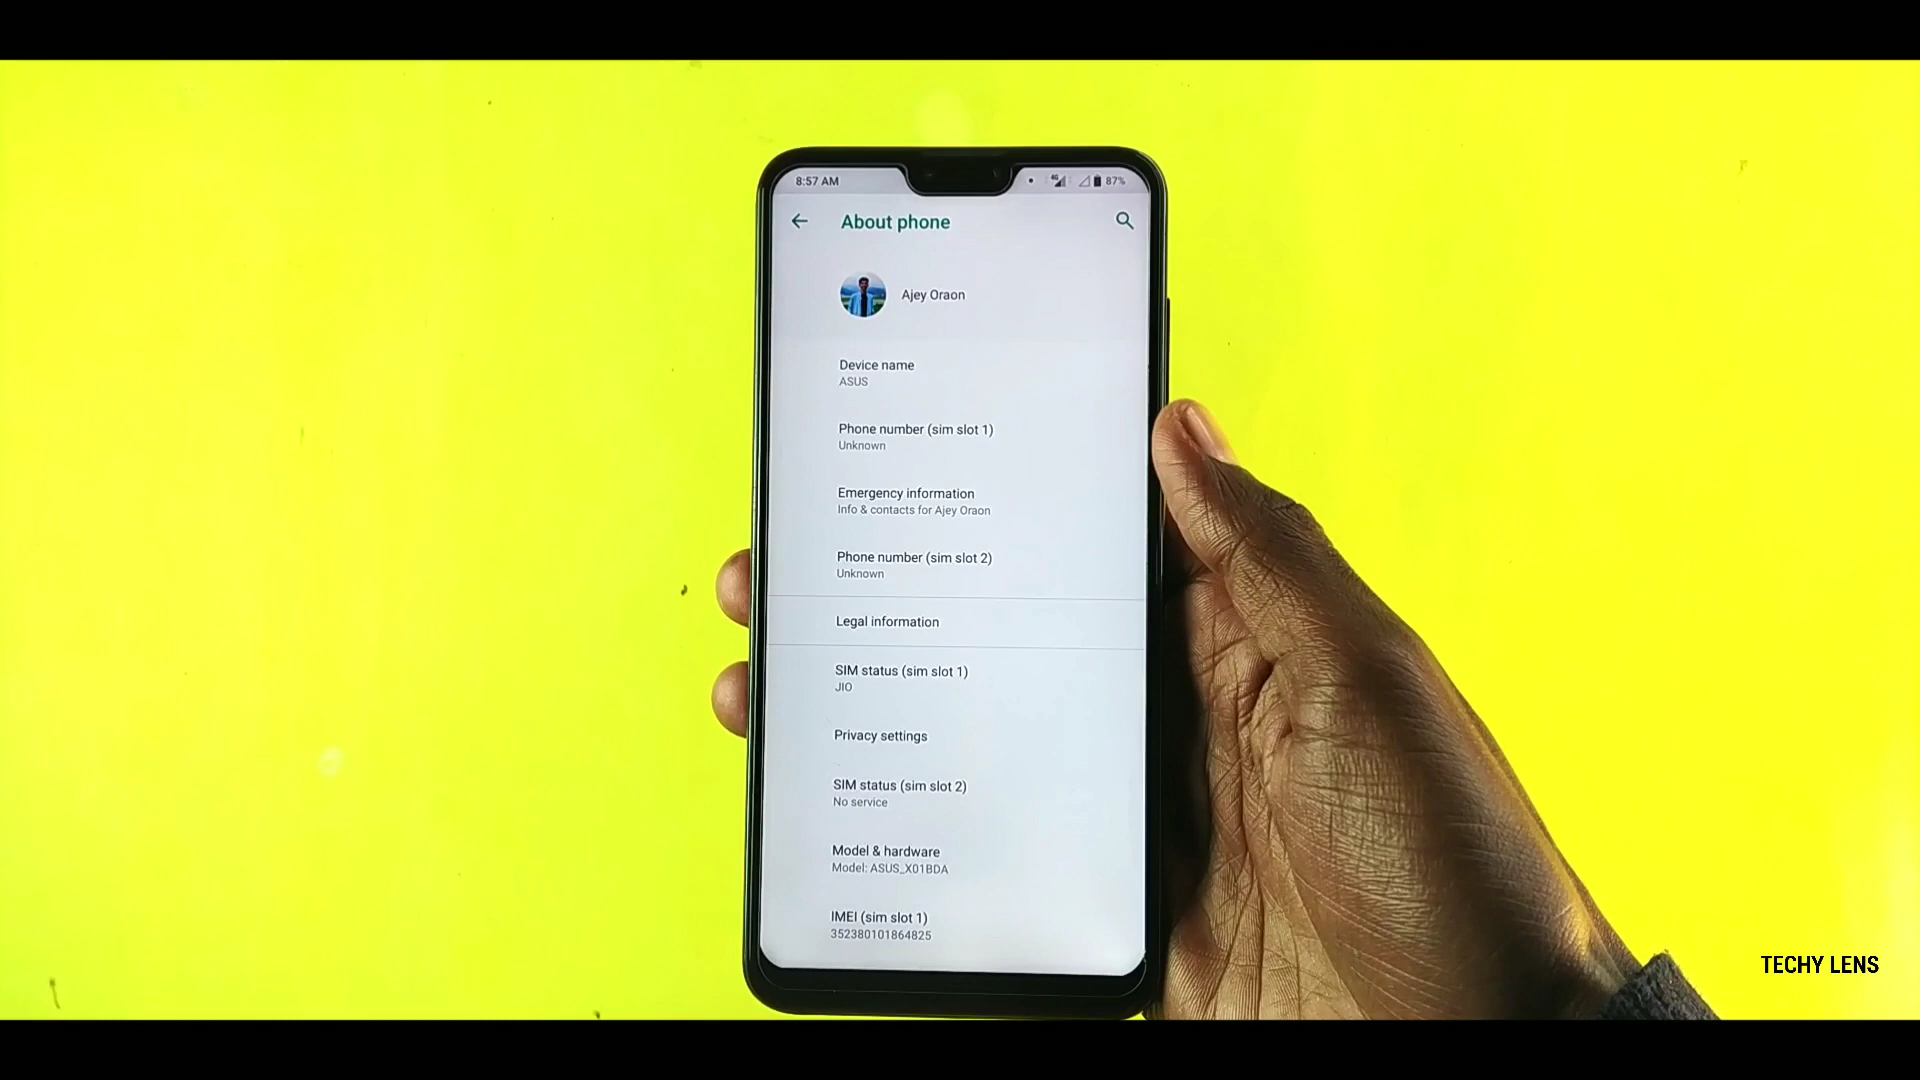 8:57 AM
4G
87%
About phone
Ajey Oraon
Device name
ASUS
Phone number (sim slot 1)
Unknown
Emergency information
Info & contacts for Ajey Oraon
Phone number (sim slot 2)
Unknown
Legal information
SIM status (sim slot 1)
JIO
Privacy settings
SIM status (sim slot 2)
No service
Model & hardware
Model: ASUS_X01BDA
IMEI (sim slot 1)
352380101864825
TECHY LENS